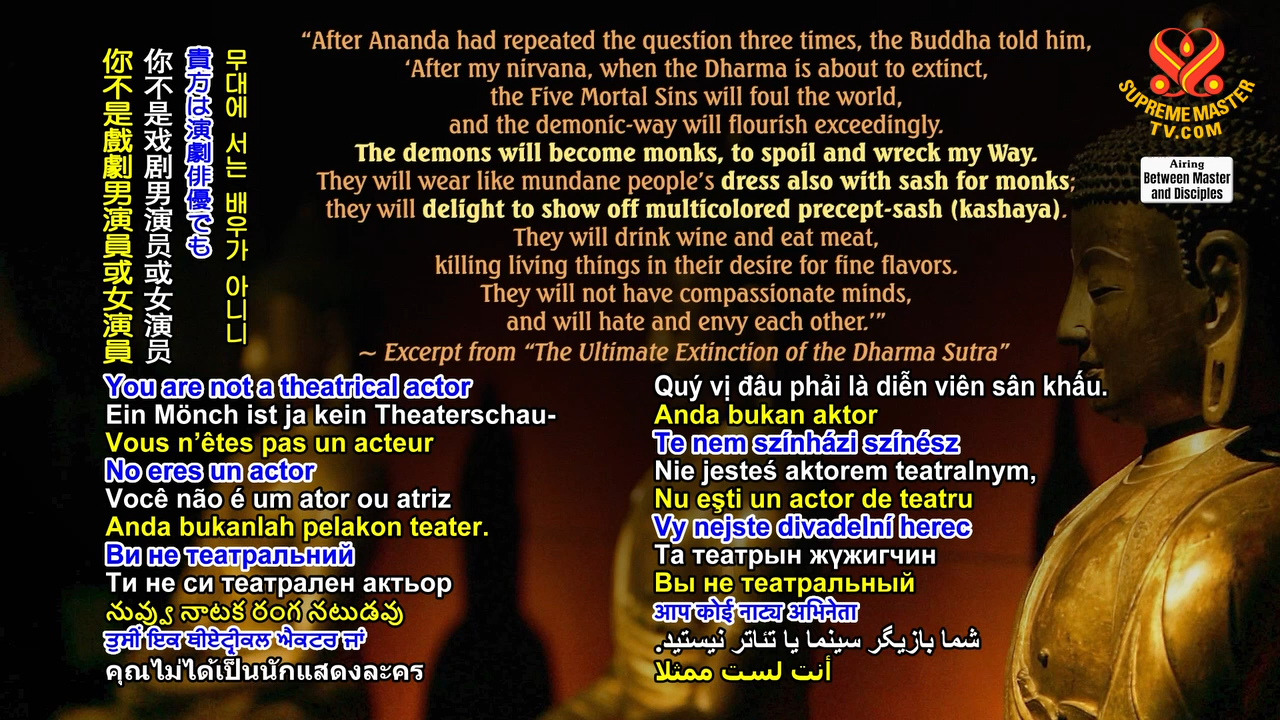 “After Ananda had repeated the question three times, the Buddha told him,
‘After my nirvana, when the Dharma is about to extinct,
the Five Mortal Sins will foul the world,
and the demonic-way will flourish exceedingly.
The demons will become monks, to spoil and wreck my Way.
They will wear like mundane people’s dress also with sash for monks;
they will delight to show off multicolored precept-sash (kashaya).
They will drink wine and eat meat,
killing living things in their desire for fine flavors.
They will not have compassionate minds,
and will hate and envy each other.’”
~ Excerpt from “The Ultimate Extinction of the Dharma Sutra”
SUPREME MASTER
TV.COM
Airing
Between Master
and Disciples
무대에 서는 배우가 아니니
貴方は演劇俳優でも
你不是戏剧男演员或女演员
你不是戲劇男演員或女演員
You are not a theatrical actor
Ein Mönch ist ja kein Theaterschau-
Vous n’êtes pas un acteur
No eres un actor
Você não é um ator ou atriz
Anda bukanlah pelakon teater.
Ви не театральний
Ти не си театрален актьор
నువ్వు నాటక రంగ నటుడవు
ਤੁਸੀਂ ਇਕ ਥੀਏਟ੍ਰੀਕਲ ਐਕਟਰ ਜਾਂ
คุณไม่ได้เป็นนักแสดงละคร
Quý vị đâu phải là diễn viên sân khấu.
Anda bukan aktor
Te nem színházi színész
Nie jesteś aktorem teatralnym,
Nu eşti un actor de teatru
Vy nejste divadelní herec
Та театрын жүжигчин
Вы не театральный
आप कोई नाट्य अभिनेता
شما بازیگر سینما یا تئاتر نیستید.
أنت لست ممثلا